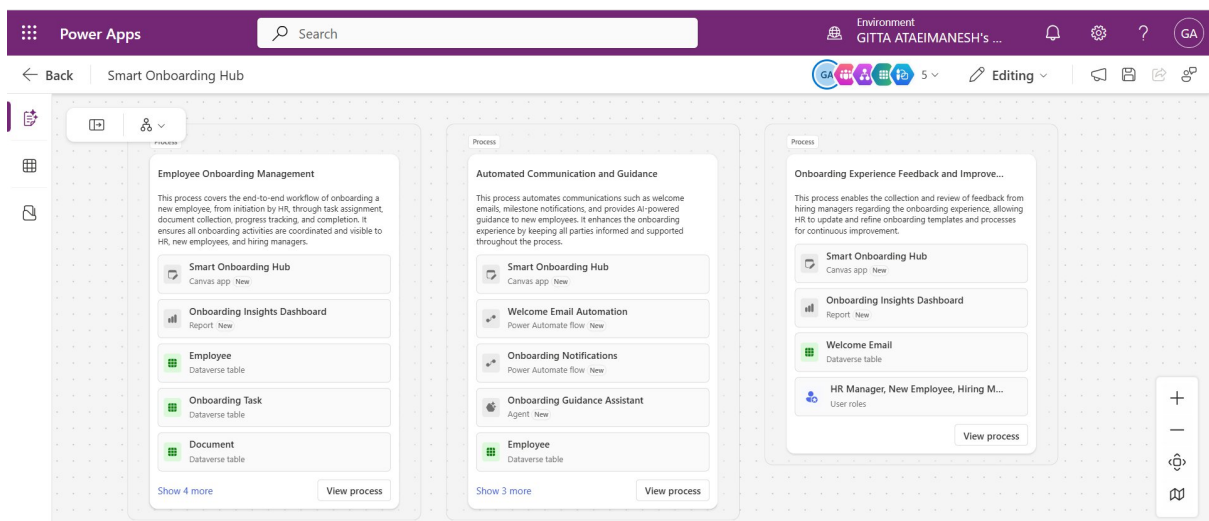 Power Apps
Search
Environment
GITTA ATAEIMANESH's ...
GA
Back
Smart Onboarding Hub
GA
5
Editing
Process
Employee Onboarding Management
This process covers the end-to-end workflow of onboarding a
new employee, from initiation by HR, through task assignment,
document collection, progress tracking, and completion. It
ensures all onboarding activities are coordinated and visible to
HR, new employees, and hiring managers.
Smart Onboarding Hub
Canvas app New
Onboarding Insights Dashboard
Report New
Employee
Dataverse table
Onboarding Task
Dataverse table
Document
Dataverse table
Show 4 more
View process
Process
Automated Communication and Guidance
This process automates communications such as welcome
emails, milestone notifications, and provides AI-powered
guidance to new employees. It enhances the onboarding
experience by keeping all parties informed and supported
throughout the process.
Smart Onboarding Hub
Canvas app New
Welcome Email Automation
Power Automate flow New
Onboarding Notifications
Power Automate flow New
Onboarding Guidance Assistant
Agent New
Employee
Dataverse table
Show 3 more
View process
Process
Onboarding Experience Feedback and Improve...
This process enables the collection and review of feedback from
hiring managers regarding the onboarding experience, allowing
HR to update and refine onboarding templates and processes
for continuous improvement.
Smart Onboarding Hub
Canvas app New
Onboarding Insights Dashboard
Report New
Welcome Email
Dataverse table
HR Manager, New Employee, Hiring M...
User roles
View process